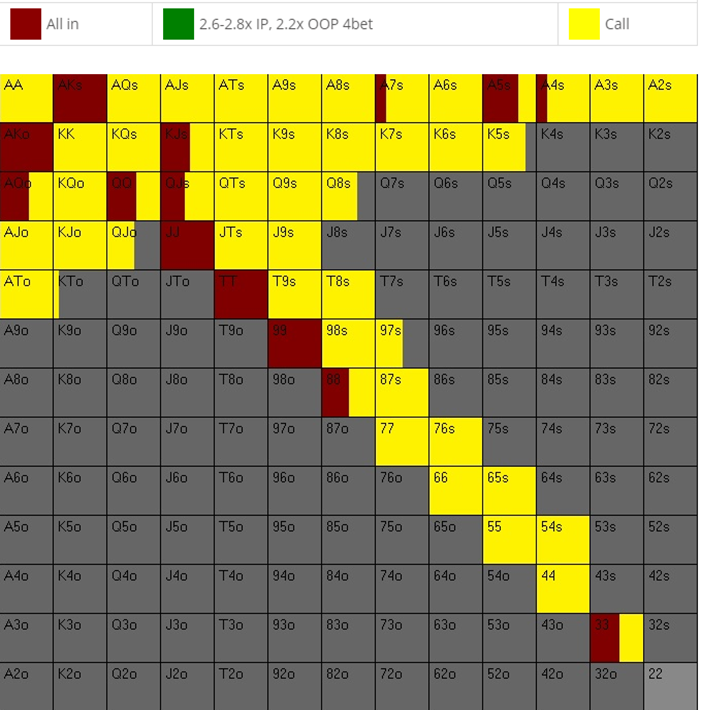 All in 2.6-2.8x IP, 2.2x OOP 4bet Call
AA AKs AQs AJs ATs A9s A8s A7s A6s A5s A4s A3s A2s
AKo KK KQs KJs KTs K9s K8s K7s K6s K5s K4s K3s K2s
AQo KQo QQ QJs QTs Q9s Q8s Q7s Q6s Q5s Q4s Q3s Q2s
AJo KJo QJo JJ JTs J9s J8s J7s J6s J5s J4s J3s J2s
ATo KTo QTo JTo TT T9s T8s T7s T6s T5s T4s T3s T2s
A9o K9o Q9o J9o T9o 99 98s 97s 96s 95s 94s 93s 92s
A8o K8o Q8o J8o T8o 98o 88 87s 86s 85s 84s 83s 82s
A7o K7o Q7o J7o T7o 97o 87o 77 76s 75s 74s 73s 72s
A6o K6o Q6o J6o T6o 96o 86o 76o 66 65s 64s 63s 62s
A5o K5o Q5o J5o T5o 95o 85o 75o 65o 55 54s 53s 52s
A4o K4o Q4o J4o T4o 94o 84o 74o 64o 54o 44 43s 42s
A3o K3o Q3o J3o T3o 93o 83o 73o 63o 53o 43o 33 32s
A2o K2o Q2o J2o T2o 92o 82o 72o 62o 52o 42o 32o 22